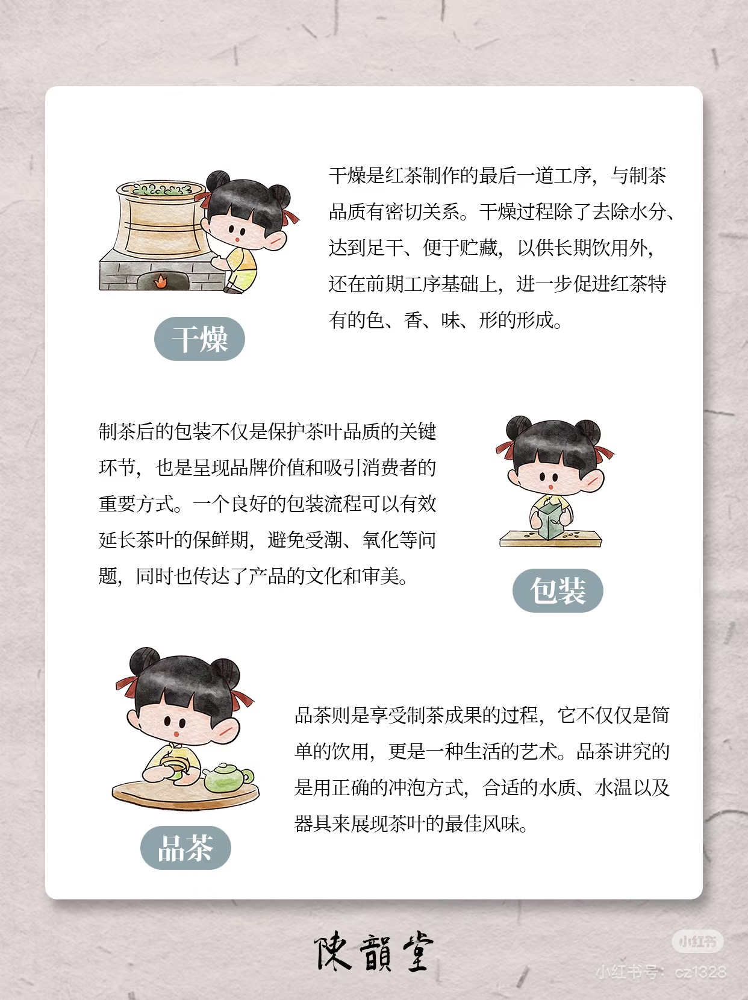 干燥是红茶制作的最后一道工序，与制茶
品质有密切关系。干燥过程除了去除水分、
达到足干、便于贮藏，以供长期饮用外，
还在前期工序基础上，进一步促进红茶特
有的色、香、味、形的形成。
干燥
制茶后的包装不仅是保护茶叶品质的关键
环节，也是呈现品牌价值和吸引消费者的
重要方式。一个良好的包装流程可以有效
延长茶叶的保鲜期，避免受潮、氧化等问
题，同时也传达了产品的文化和审美。
包装
品茶则是享受制茶成果的过程，它不仅仅是简
单的饮用，更是一种生活的艺术。品茶讲究的
是用正确的冲泡方式，合适的水质、水温以及
器具来展现茶叶的最佳风味。
品茶
陳韻堂
小红书
小红书号：cz1328